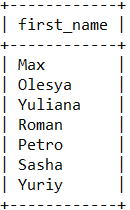 +------------+
| first_name |
+------------+
| Max        |
| Olesya     |
| Yuliana    |
| Roman      |
| Petro      |
| Sasha      |
| Yuriy      |
+------------+